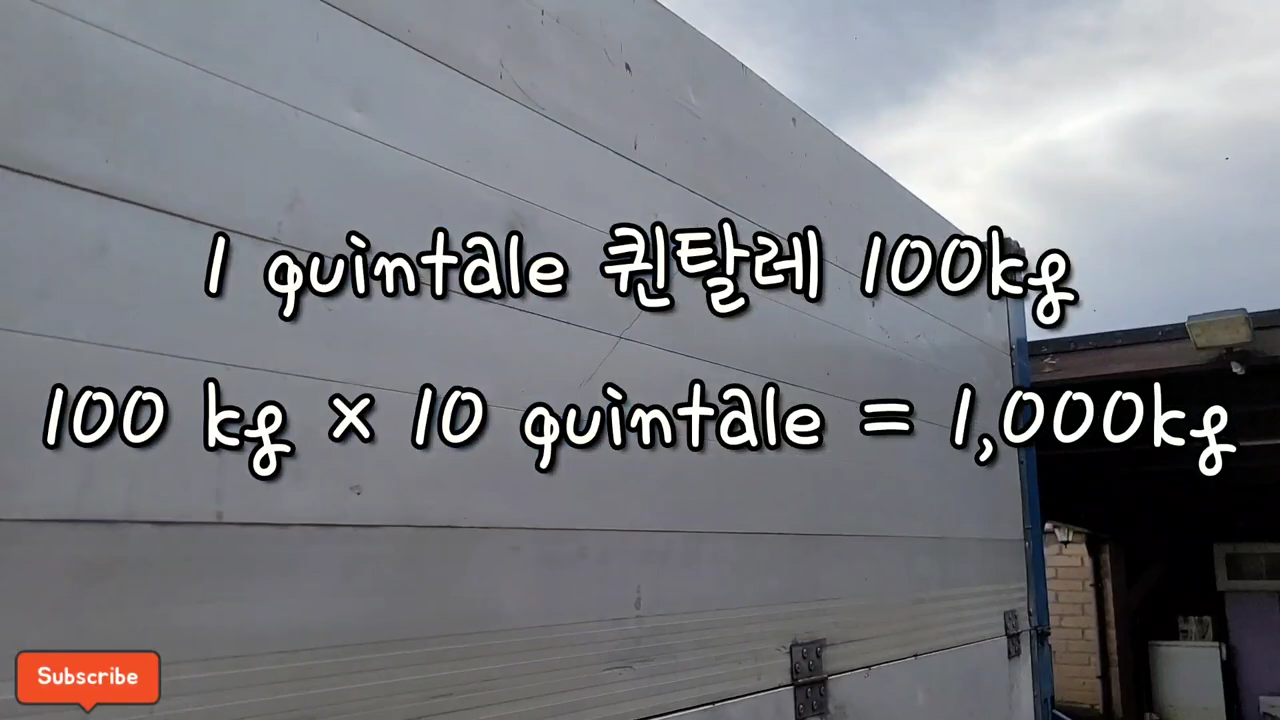 1 quintale 퀸탈레 100kg
100 kg × 10 quintale = 1,000kg
Subscribe